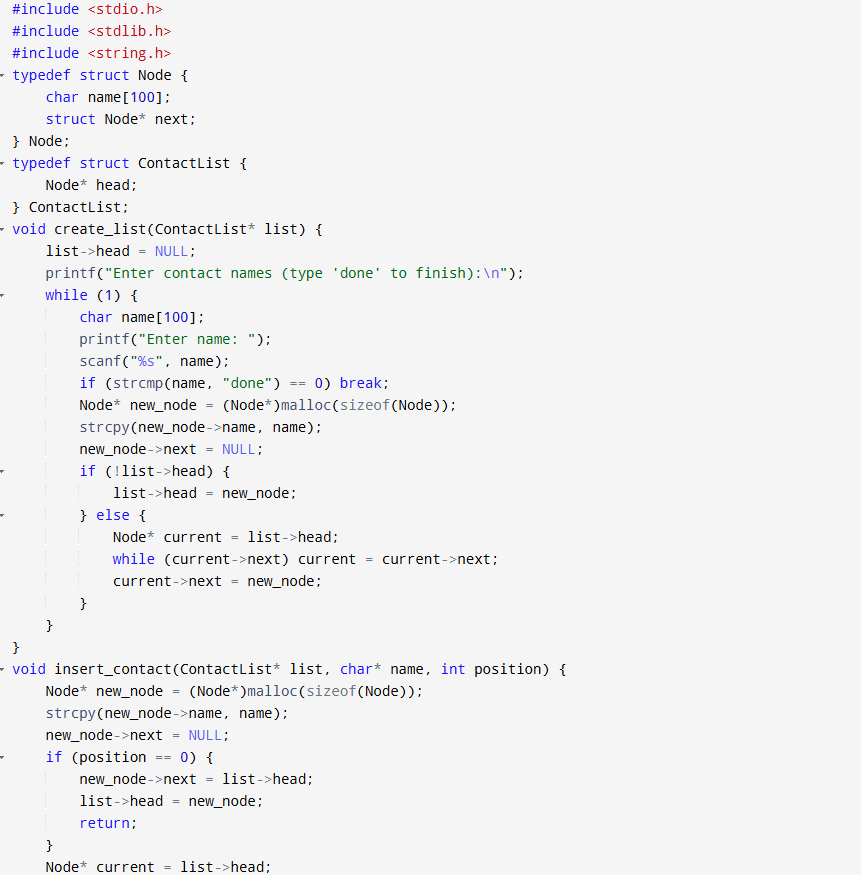 #include <stdio.h>
#include <stdlib.h>
#include <string.h>
typedef struct Node {
    char name[100];
    struct Node* next;
} Node;
typedef struct ContactList {
    Node* head;
} ContactList;
void create_list(ContactList* list) {
    list->head = NULL;
    printf("Enter contact names (type 'done' to finish):\n");
    while (1) {
        char name[100];
        printf("Enter name: ");
        scanf("%s", name);
        if (strcmp(name, "done") == 0) break;
        Node* new_node = (Node*)malloc(sizeof(Node));
        strcpy(new_node->name, name);
        new_node->next = NULL;
        if (!list->head) {
            list->head = new_node;
        } else {
            Node* current = list->head;
            while (current->next) current = current->next;
            current->next = new_node;
        }
    }
}
void insert_contact(ContactList* list, char* name, int position) {
    Node* new_node = (Node*)malloc(sizeof(Node));
    strcpy(new_node->name, name);
    new_node->next = NULL;
    if (position == 0) {
        new_node->next = list->head;
        list->head = new_node;
        return;
    }
    Node* current = list->head;